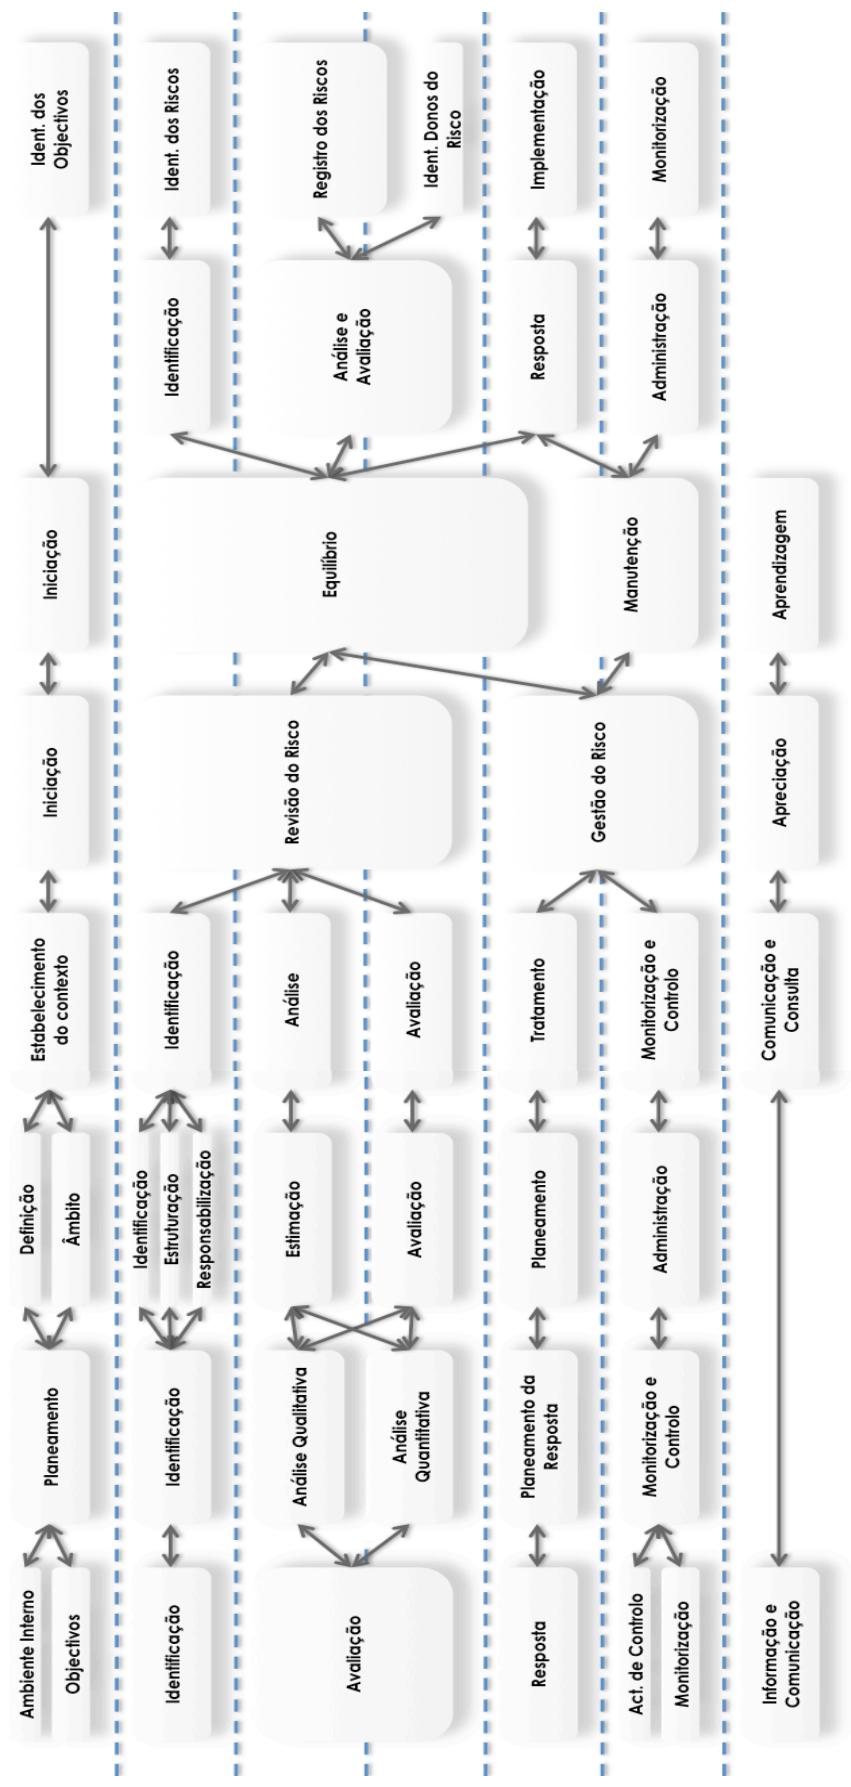 Ambiente Interno
Objectivos
Identificação
Avaliação
Resposta
Act. de Controlo
Monitorização
Informação e
Comunicação
Planeamento
Identificação
Análise Qualitativa
Análise
Quantitativa
Planeamento da
Resposta
Monitorização e
Controlo
Definição
Âmbito
Identificação
Estruturação
Responsabilização
Estimação
Avaliação
Planeamento
Administração
Estabelecimento
do contexto
Identificação
Análise
Avaliação
Tratamento
Monitorização e
Controlo
Comunicação e
Consulta
Iniciação
Revisão do Risco
Gestão do Risco
Apreciação
Iniciação
Equilíbrio
Manutenção
Aprendizagem
Identificação
Análise e
Avaliação
Resposta
Administração
Ident. dos
Objectivos
Ident. dos Riscos
Registro dos Riscos
Ident. Donos do
Risco
Implementação
Monitorização